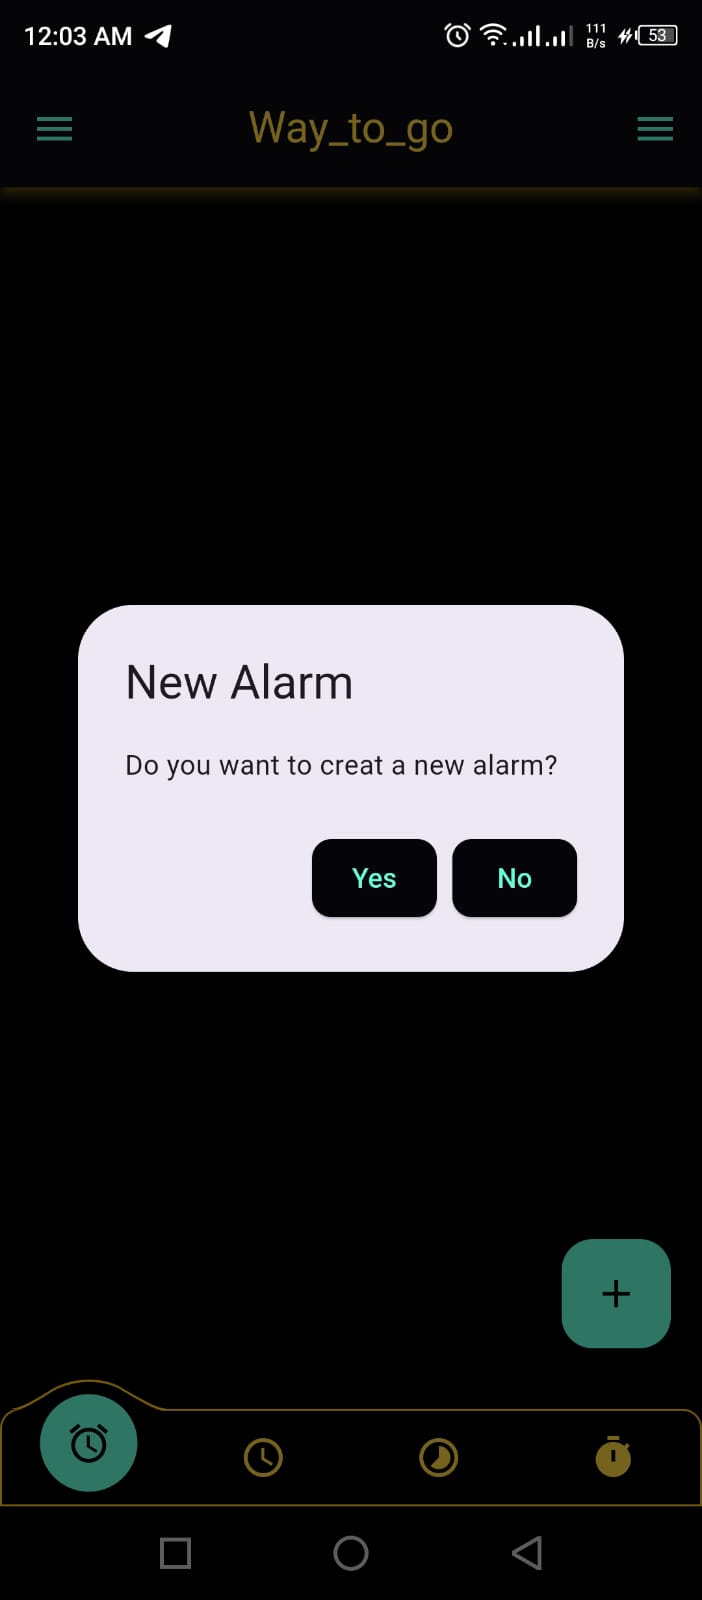 12:03 AM 111 B/s 53
Way_to_go
New Alarm
Do you want to creat a new alarm?
Yes No